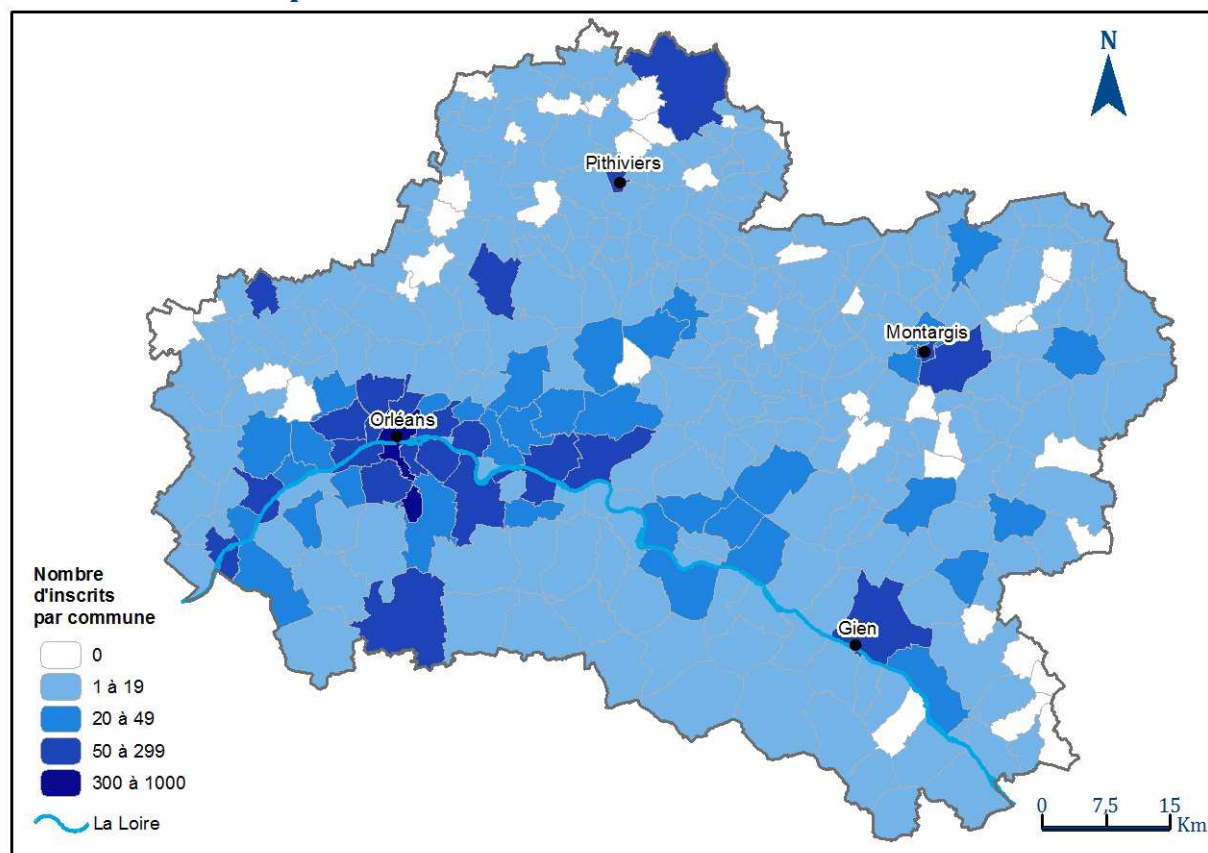 N
Pithiviers
Montargis
Orléans
Gien
Nombre
d'inscrits
par commune
0
1 à 19
20 à 49
50 à 299
300 à 1000
La Loire
0 7,5 15
Km